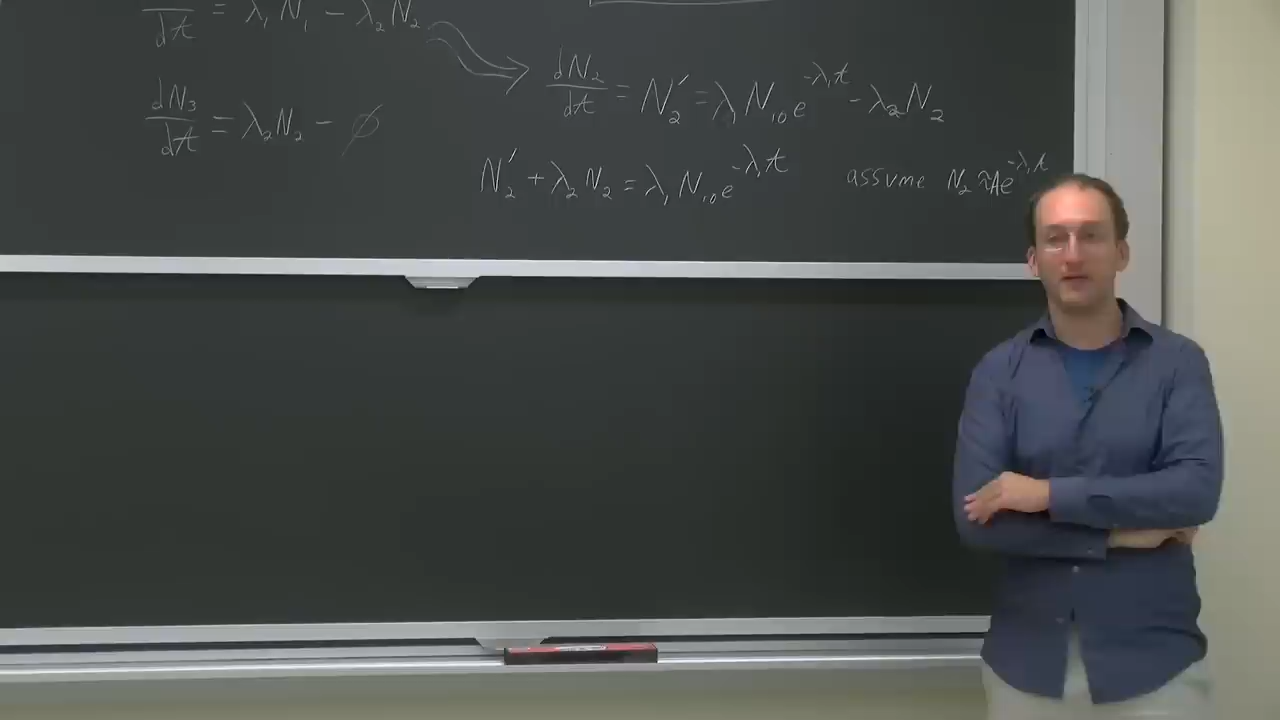 /dt = λ₁N₁ − λ₂N₂
dN₃/dt = λ₂N₂ − ∅
dN₂/dt = N₂′ = λ₁N₁₀e^(-λ₁t) − λ₂N₂
N₂′ + λ₂N₂ = λ₁N₁₀e^(-λ₁t)
assume N₂ ≈ Ae^(-λ₁t)